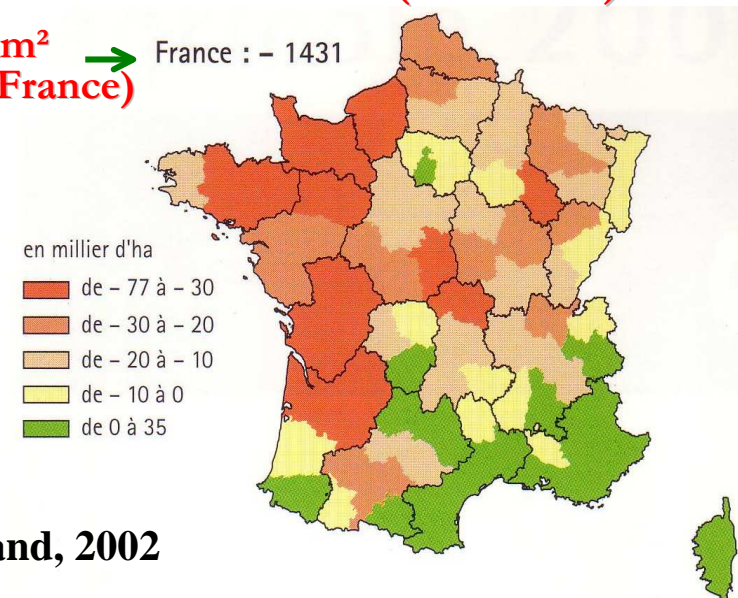 m²
France)
France : – 1431
en millier d'ha
de – 77 à – 30
de – 30 à – 20
de – 20 à – 10
de – 10 à 0
de 0 à 35
and, 2002